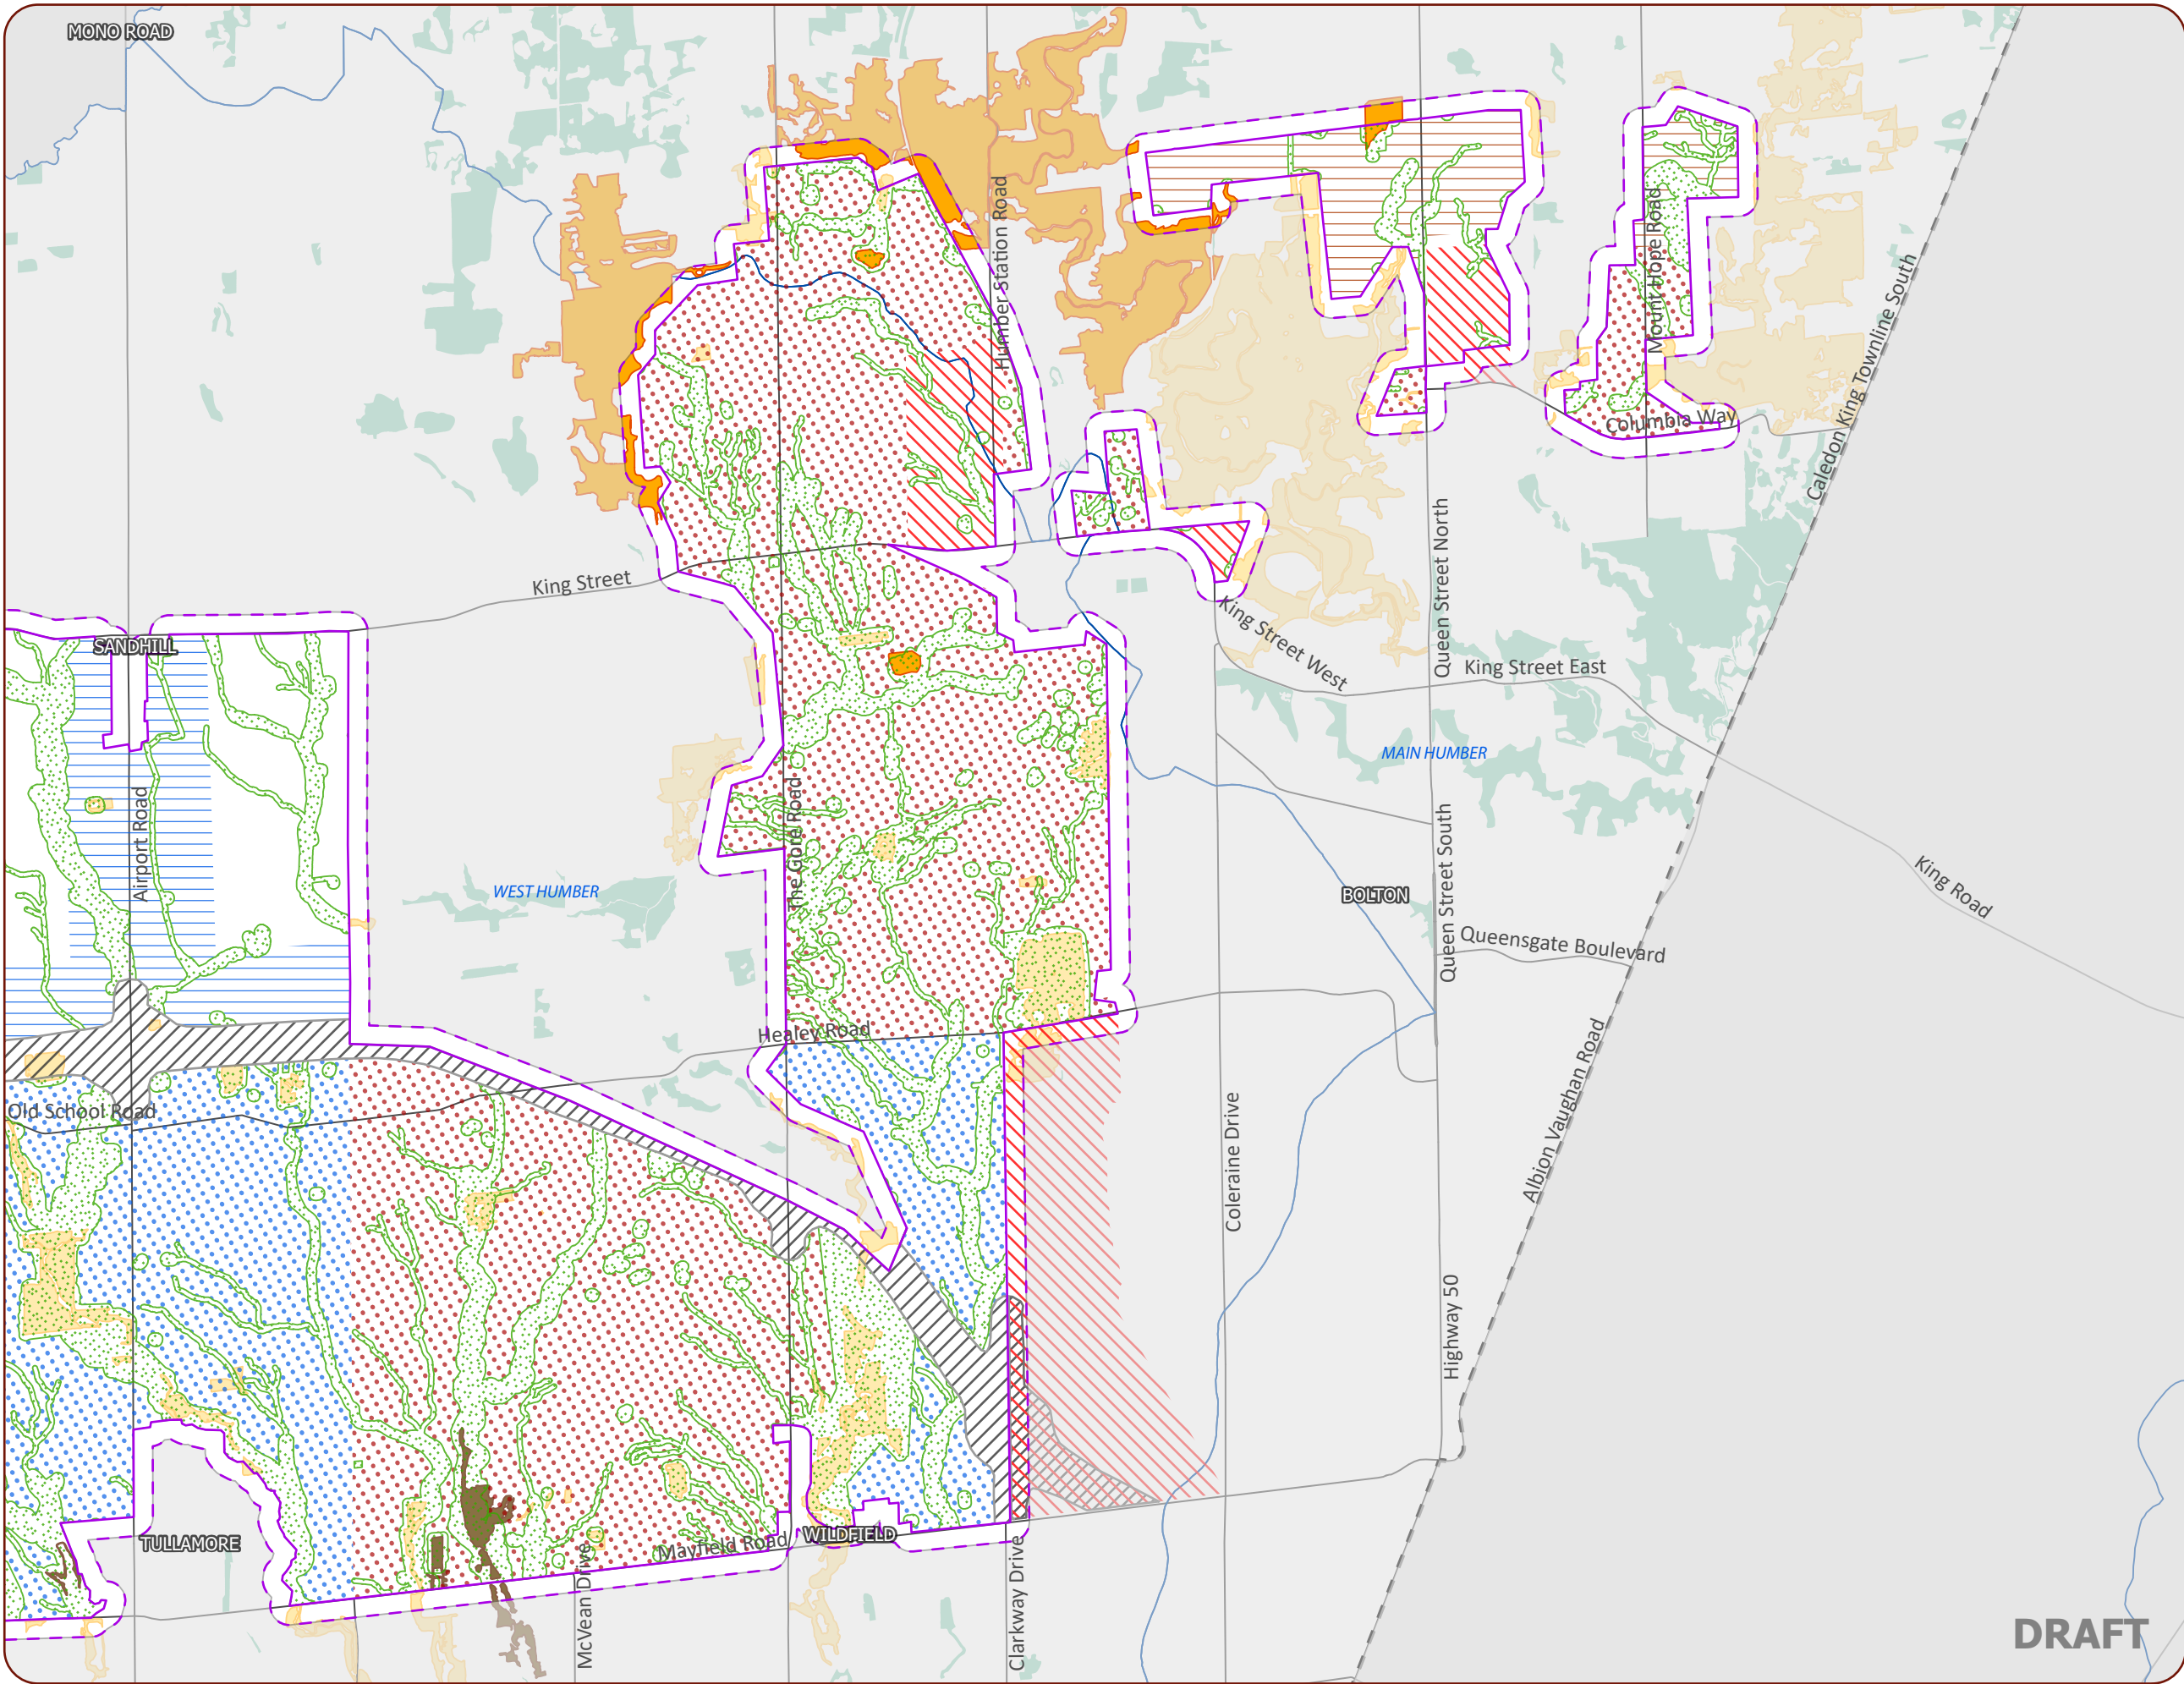 MONO ROAD
Humber Station Road
Mount Hope Road
Caledon King Townline South
Columbia Way
King Street
Queen Street North
King Street West
King Street East
SANDHILL
MAIN HUMBER
Airport Road
The Gore Road
WEST HUMBER
BOLTON
Queen Street South
King Road
Queensgate Boulevard
Healey Road
Old School Road
Coleraine Drive
Albion Vaughan Road
Highway 50
TULLAMORE
Mayfield Road
WILDFIELD
McVean Drive
Clarkway Drive
DRAFT